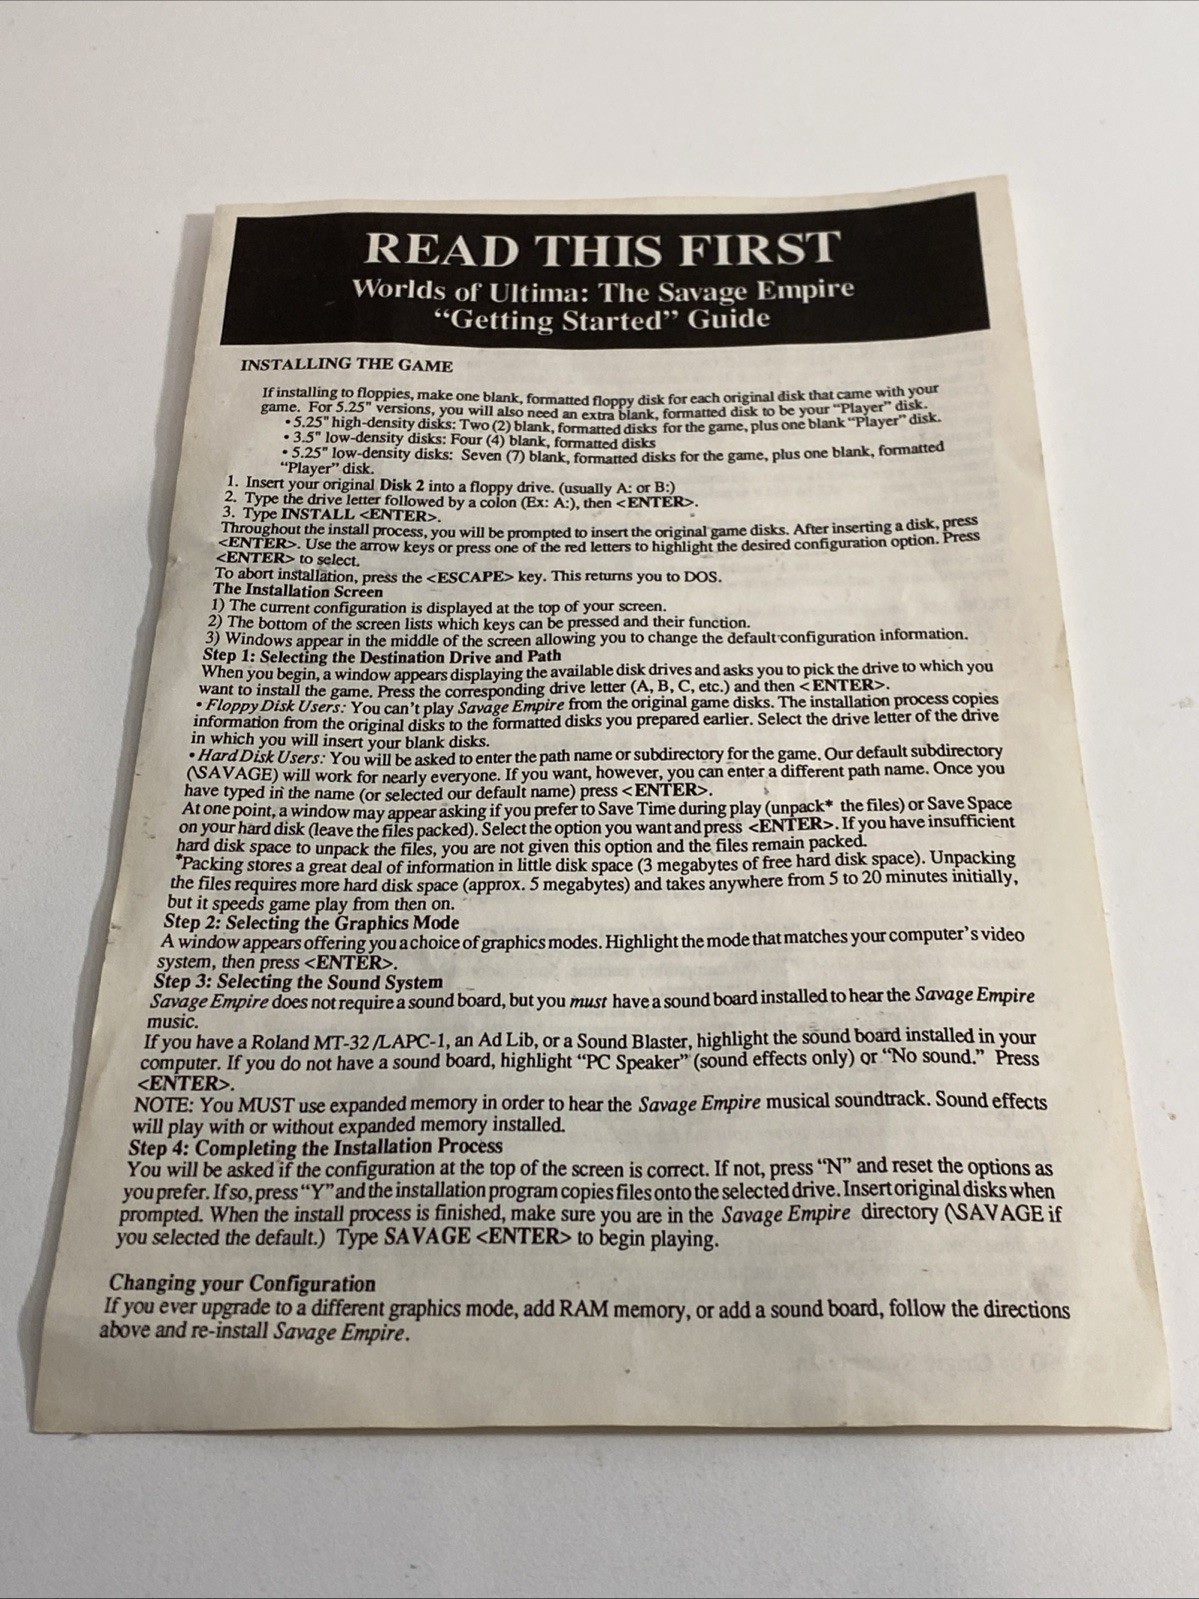 READ THIS FIRST
Worlds of Ultima: The Savage Empire
“Getting Started” Guide
INSTALLING THE GAME
If installing to floppies, make one blank, formatted floppy disk for each original disk that came with your
game. For 5.25" versions, you will also need an extra blank, formatted disk to be your “Player” disk.
• 5.25" high-density disks: Two (2) blank, formatted disks for the game, plus one blank “Player” disk.
• 3.5" low-density disks: Four (4) blank, formatted disks
• 5.25" low-density disks: Seven (7) blank, formatted disks for the game, plus one blank, formatted
“Player” disk.
1. Insert your original Disk 2 into a floppy drive. (usually A: or B:)
2. Type the drive letter followed by a colon (Ex: A:), then <ENTER>.
3. Type INSTALL <ENTER>.
Throughout the install process, you will be prompted to insert the original game disks. After inserting a disk, press
<ENTER>. Use the arrow keys or press one of the red letters to highlight the desired configuration option. Press
<ENTER> to select.
To abort installation, press the <ESCAPE> key. This returns you to DOS.
The Installation Screen
1) The current configuration is displayed at the top of your screen.
2) The bottom of the screen lists which keys can be pressed and their function.
3) Windows appear in the middle of the screen allowing you to change the default configuration information.
Step 1: Selecting the Destination Drive and Path
When you begin, a window appears displaying the available disk drives and asks you to pick the drive to which you
want to install the game. Press the corresponding drive letter (A, B, C, etc.) and then <ENTER>.
• Floppy Disk Users: You can't play Savage Empire from the original game disks. The installation process copies
information from the original disks to the formatted disks you prepared earlier. Select the drive letter of the drive
in which you will insert your blank disks.
• Hard Disk Users: You will be asked to enter the path name or subdirectory for the game. Our default subdirectory
(\SAVAGE) will work for nearly everyone. If you want, however, you can enter a different path name. Once you
have typed in the name (or selected our default name) press <ENTER>.
At one point, a window may appear asking if you prefer to Save Time during play (unpack* the files) or Save Space
on your hard disk (leave the files packed). Select the option you want and press <ENTER>. If you have insufficient
hard disk space to unpack the files, you are not given this option and the files remain packed.
*Packing stores a great deal of information in little disk space (3 megabytes of free hard disk space). Unpacking
the files requires more hard disk space (approx. 5 megabytes) and takes anywhere from 5 to 20 minutes initially,
but it speeds game play from then on.
Step 2: Selecting the Graphics Mode
A window appears offering you a choice of graphics modes. Highlight the mode that matches your computer's video
system, then press <ENTER>.
Step 3: Selecting the Sound System
Savage Empire does not require a sound board, but you must have a sound board installed to hear the Savage Empire
music.
If you have a Roland MT-32 /LAPC-1, an Ad Lib, or a Sound Blaster, highlight the sound board installed in your
computer. If you do not have a sound board, highlight “PC Speaker” (sound effects only) or “No sound.” Press
<ENTER>.
NOTE: You MUST use expanded memory in order to hear the Savage Empire musical soundtrack. Sound effects
will play with or without expanded memory installed.
Step 4: Completing the Installation Process
You will be asked if the configuration at the top of the screen is correct. If not, press “N” and reset the options as
you prefer. If so, press “Y” and the installation program copies files onto the selected drive. Insert original disks when
prompted. When the install process is finished, make sure you are in the Savage Empire directory (\SAVAGE if
you selected the default.) Type SAVAGE <ENTER> to begin playing.
Changing your Configuration
If you ever upgrade to a different graphics mode, add RAM memory, or add a sound board, follow the directions
above and re-install Savage Empire.